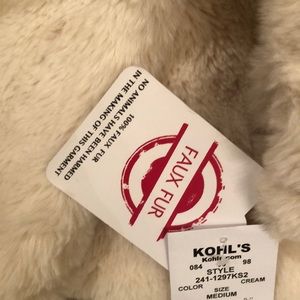 NO ANIMALS HAVE BEEN HARMED
IN THE MAKING OF THIS GARMENT
100% FAUX FUR
FAUX FUR
KOHL'S
Kohls.com
084 98
STYLE
241-1297KS2
COLOR CREAM
SIZE
MEDIUM